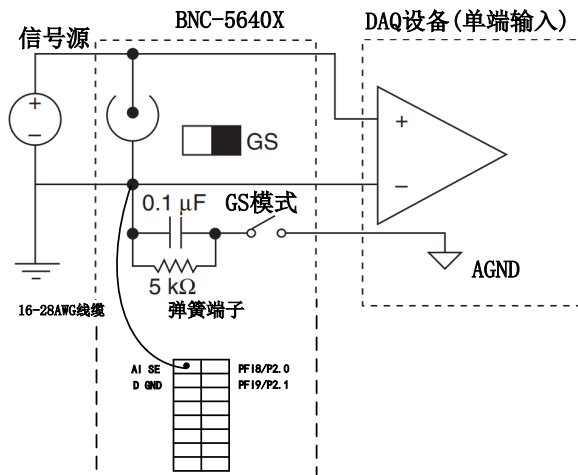 BNC-5640X
DAQ设备(单端输入)
信号源
+
−
+
−
GS
0.1 μF
GS模式
5 kΩ
AGND
16-28AWG线缆
弹簧端子
AI SE
PFI8/P2.0
D GND
PFI9/P2.1